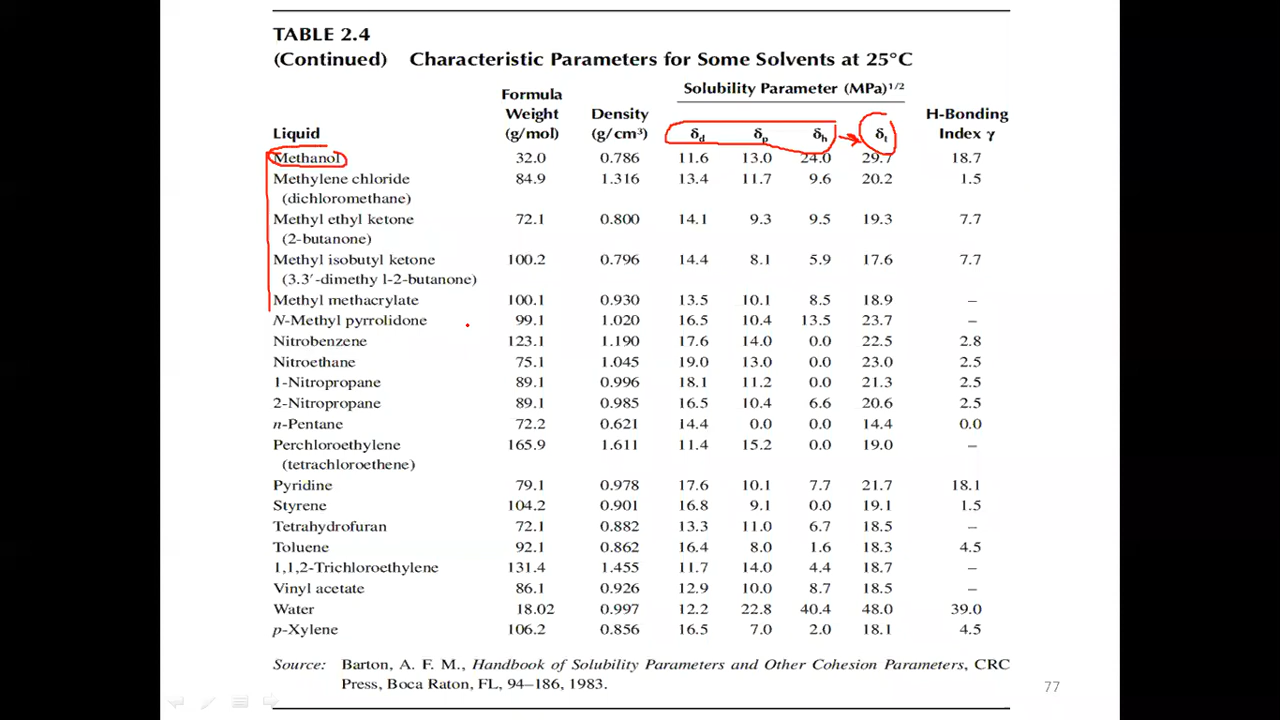 TABLE 2.4
(Continued) Characteristic Parameters for Some Solvents at 25°C
Solubility Parameter (MPa)1/2
Formula
Weight Density H-Bonding
Liquid (g/mol) (g/cm³) δd δp δh δt Index γ
Methanol 32.0 0.786 11.6 13.0 24.0 29.7 18.7
Methylene chloride 84.9 1.316 13.4 11.7 9.6 20.2 1.5
(dichloromethane)
Methyl ethyl ketone 72.1 0.800 14.1 9.3 9.5 19.3 7.7
(2-butanone)
Methyl isobutyl ketone 100.2 0.796 14.4 8.1 5.9 17.6 7.7
(3.3′-dimethy l-2-butanone)
Methyl methacrylate 100.1 0.930 13.5 10.1 8.5 18.9 –
N-Methyl pyrrolidone 99.1 1.020 16.5 10.4 13.5 23.7 –
Nitrobenzene 123.1 1.190 17.6 14.0 0.0 22.5 2.8
Nitroethane 75.1 1.045 19.0 13.0 0.0 23.0 2.5
1-Nitropropane 89.1 0.996 18.1 11.2 0.0 21.3 2.5
2-Nitropropane 89.1 0.985 16.5 10.4 6.6 20.6 2.5
n-Pentane 72.2 0.621 14.4 0.0 0.0 14.4 0.0
Perchloroethylene 165.9 1.611 11.4 15.2 0.0 19.0 –
(tetrachloroethene)
Pyridine 79.1 0.978 17.6 10.1 7.7 21.7 18.1
Styrene 104.2 0.901 16.8 9.1 0.0 19.1 1.5
Tetrahydrofuran 72.1 0.882 13.3 11.0 6.7 18.5 –
Toluene 92.1 0.862 16.4 8.0 1.6 18.3 4.5
1,1,2-Trichloroethylene 131.4 1.455 11.7 14.0 4.4 18.7 –
Vinyl acetate 86.1 0.926 12.9 10.0 8.7 18.5 –
Water 18.02 0.997 12.2 22.8 40.4 48.0 39.0
p-Xylene 106.2 0.856 16.5 7.0 2.0 18.1 4.5
Source: Barton, A. F. M., Handbook of Solubility Parameters and Other Cohesion Parameters, CRC
Press, Boca Raton, FL, 94–186, 1983.
77